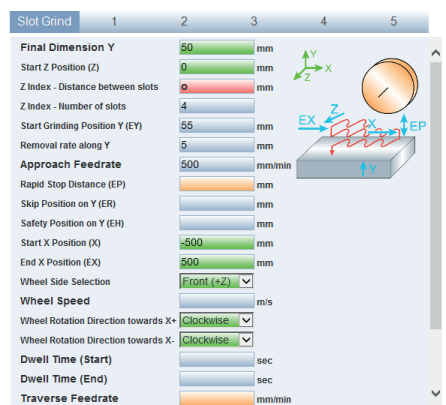 Slot Grind 1 2 3 4 5
Final Dimension Y 50 mm
Start Z Position (Z) 0 mm
Z Index - Distance between slots o mm
Z Index - Number of slots 4
Start Grinding Position Y (EY) 55 mm
Removal rate along Y 5 mm
Approach Feedrate 500 mm/min
Rapid Stop Distance (EP) mm
Skip Position on Y (ER) mm
Safety Position on Y (EH) mm
Start X Position (X) -500 mm
End X Position (EX) 500 mm
Wheel Side Selection Front (+Z)
Wheel Speed m/s
Wheel Rotation Direction towards X+ Clockwise
Wheel Rotation Direction towards X- Clockwise
Dwell Time (Start) sec
Dwell Time (End) sec
Traverse Feedrate mm/min
Y
X
Z
Z
EX
X
EP
Y